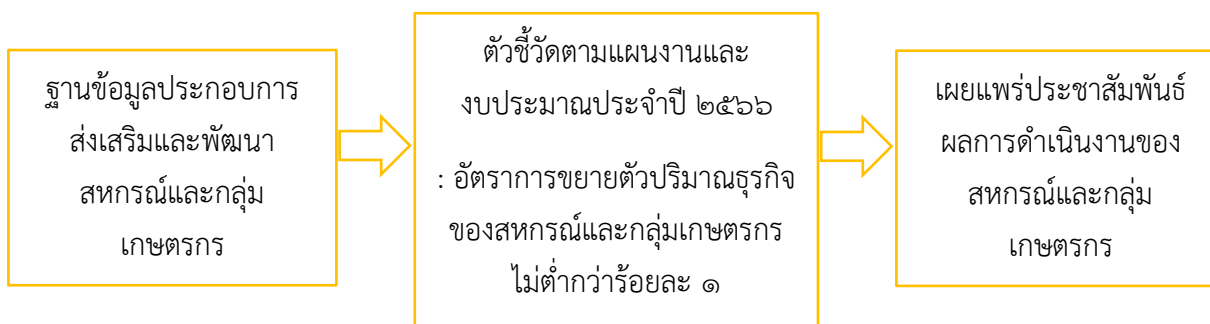 ฐานข้อมูลประกอบการ
ส่งเสริมและพัฒนา
สหกรณ์และกลุ่ม
เกษตรกร
ตัวชี้วัดตามแผนงานและ
งบประมาณประจำปี ๒๕๖๖
: อัตราการขยายตัวปริมาณธุรกิจ
ของสหกรณ์และกลุ่มเกษตรกร
ไม่ต่ำกว่าร้อยละ ๑
เผยแพร่ประชาสัมพันธ์
ผลการดำเนินงานของ
สหกรณ์และกลุ่ม
เกษตรกร